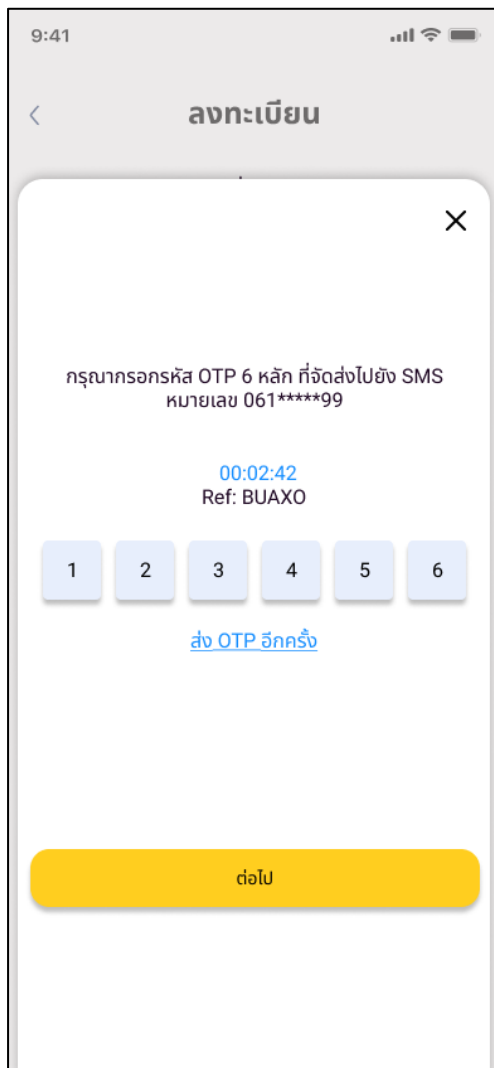 9:41
ลงทะเบียน
กรุณากรอกรหัส OTP 6 หลัก ที่จัดส่งไปยัง SMS
หมายเลข 061*****99
00:02:42
Ref: BUAXO
1 2 3 4 5 6
ส่ง OTP อีกครั้ง
ต่อไป